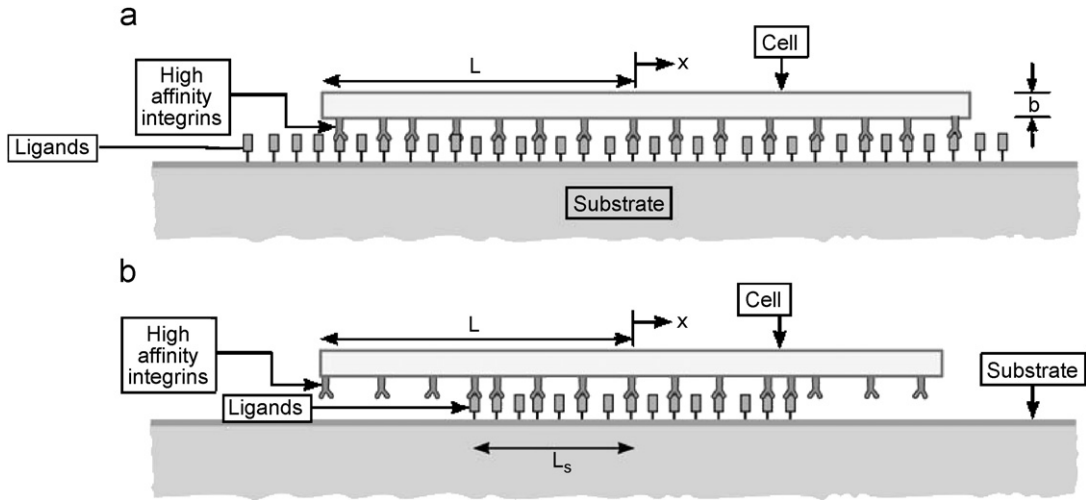 a
Cell
L
x
High
affinity
integrins
b
Ligands
Substrate
b
Cell
L
x
High
affinity
integrins
Substrate
Ligands
Ls